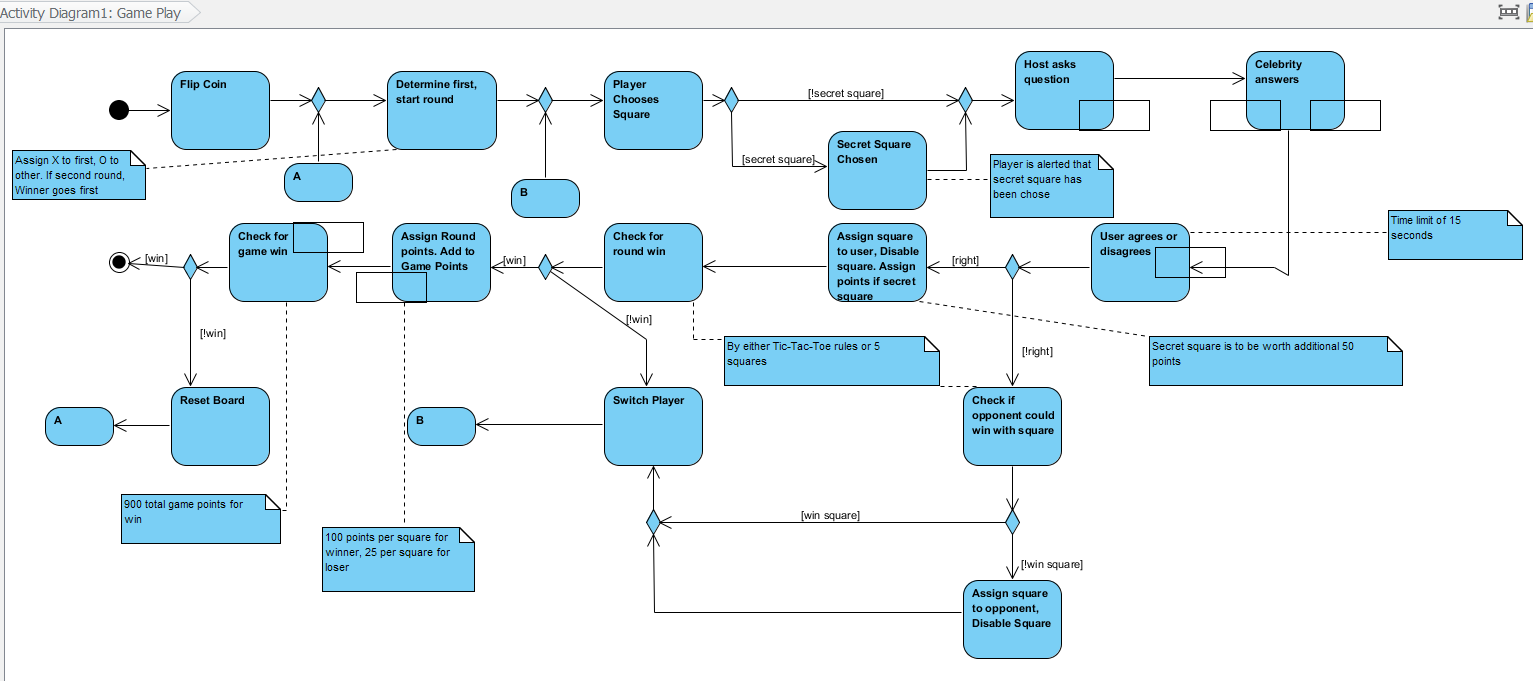 Activity Diagram1: Game Play
Flip Coin
Determine first,
start round
Player
Chooses
Square
[!secret square]
Host asks
question
Celebrity
answers
Assign X to first, O to
other. If second round,
Winner goes first
A
B
[secret square]
Secret Square
Chosen
Player is alerted that
secret square has
been chose
Time limit of 15
seconds
[win]
Check for
game win
Assign Round
points. Add to
Game Points
[win]
Check for
round win
Assign square
to user, Disable
square. Assign
points if secret
square
[right]
User agrees or
disagrees
[!win]
[!win]
By either Tic-Tac-Toe rules or 5
squares
[!right]
Secret square is to be worth additional 50
points
A
Reset Board
B
Switch Player
Check if
opponent could
win with square
900 total game points for
win
100 points per square for
winner, 25 per square for
loser
[win square]
[!win square]
Assign square
to opponent,
Disable Square